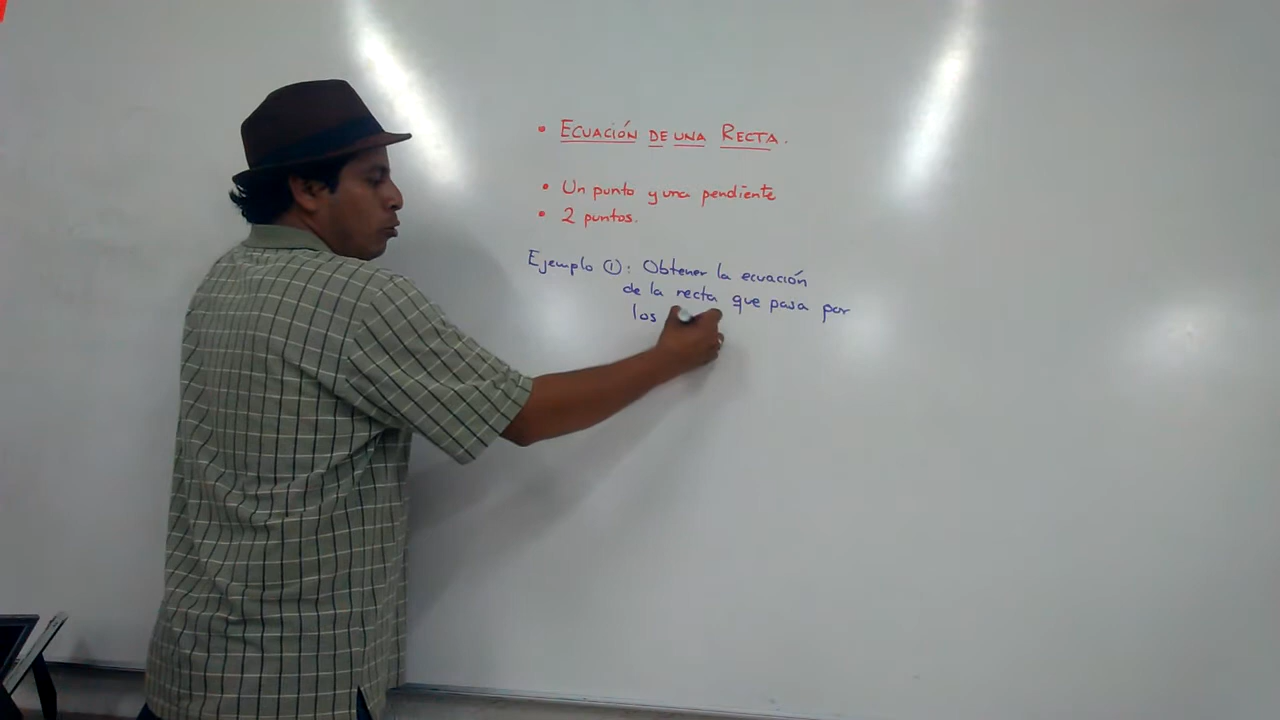 • ECUACIÓN DE UNA RECTA.
• Un punto y una pendiente
• 2 puntos.
Ejemplo ①: Obtener la ecuación
de la recta que pasa por
los